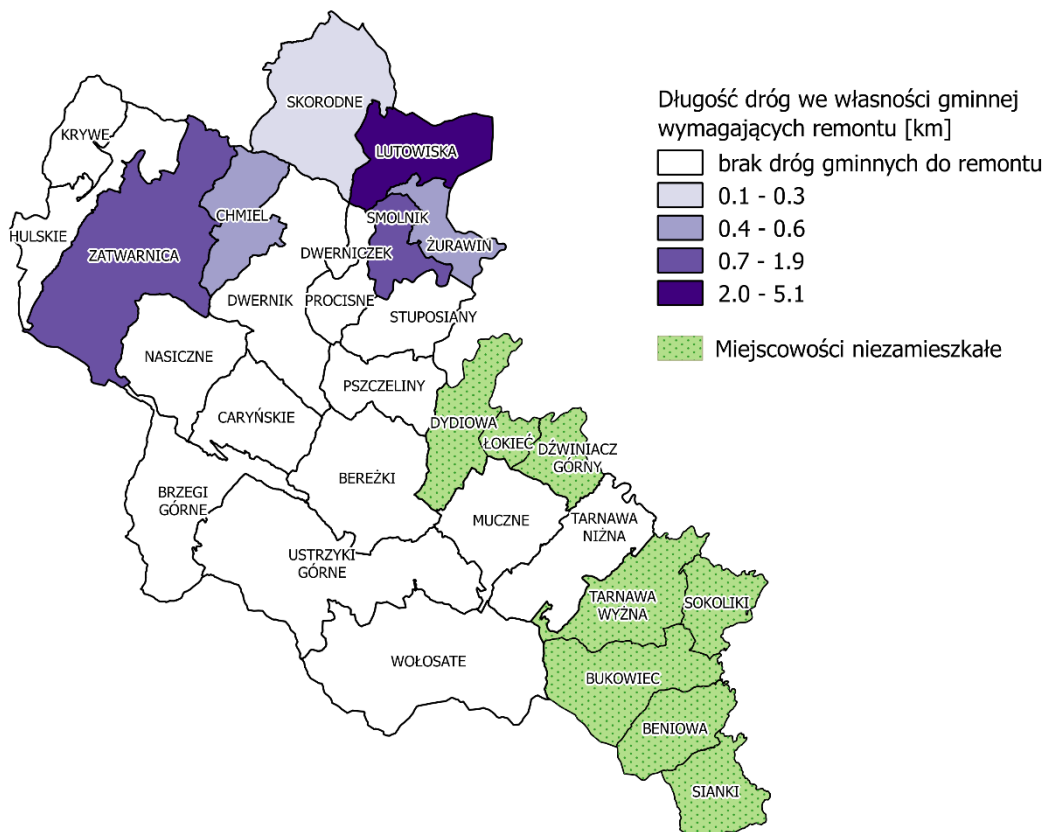 Długość dróg we własności gminnej
wymagających remontu [km]
brak dróg gminnych do remontu
0.1 - 0.3
0.4 - 0.6
0.7 - 1.9
2.0 - 5.1
Miejscowości niezamieszkałe
SKORODNE
KRYWE
LUTOWISKA
CHMIEL
SMOLNIK
HULSKIE
ŻURAWIN
ZATWARNICA
DWERNICZEK
DWERNIK
PROCISNE
STUPOSIANY
NASICZNE
PSZCZELINY
CARYŃSKIE
DYDIOWA
ŁOKIEĆ
DŹWINIACZ
GÓRNY
BEREŻKI
BRZEGI
GÓRNE
MUCZNE
TARNAWA
NIŻNA
USTRZYKI
GÓRNE
TARNAWA
WYŻNA
SOKOLIKI
WOŁOSATE
BUKOWIEC
BENIOWA
SIANKI